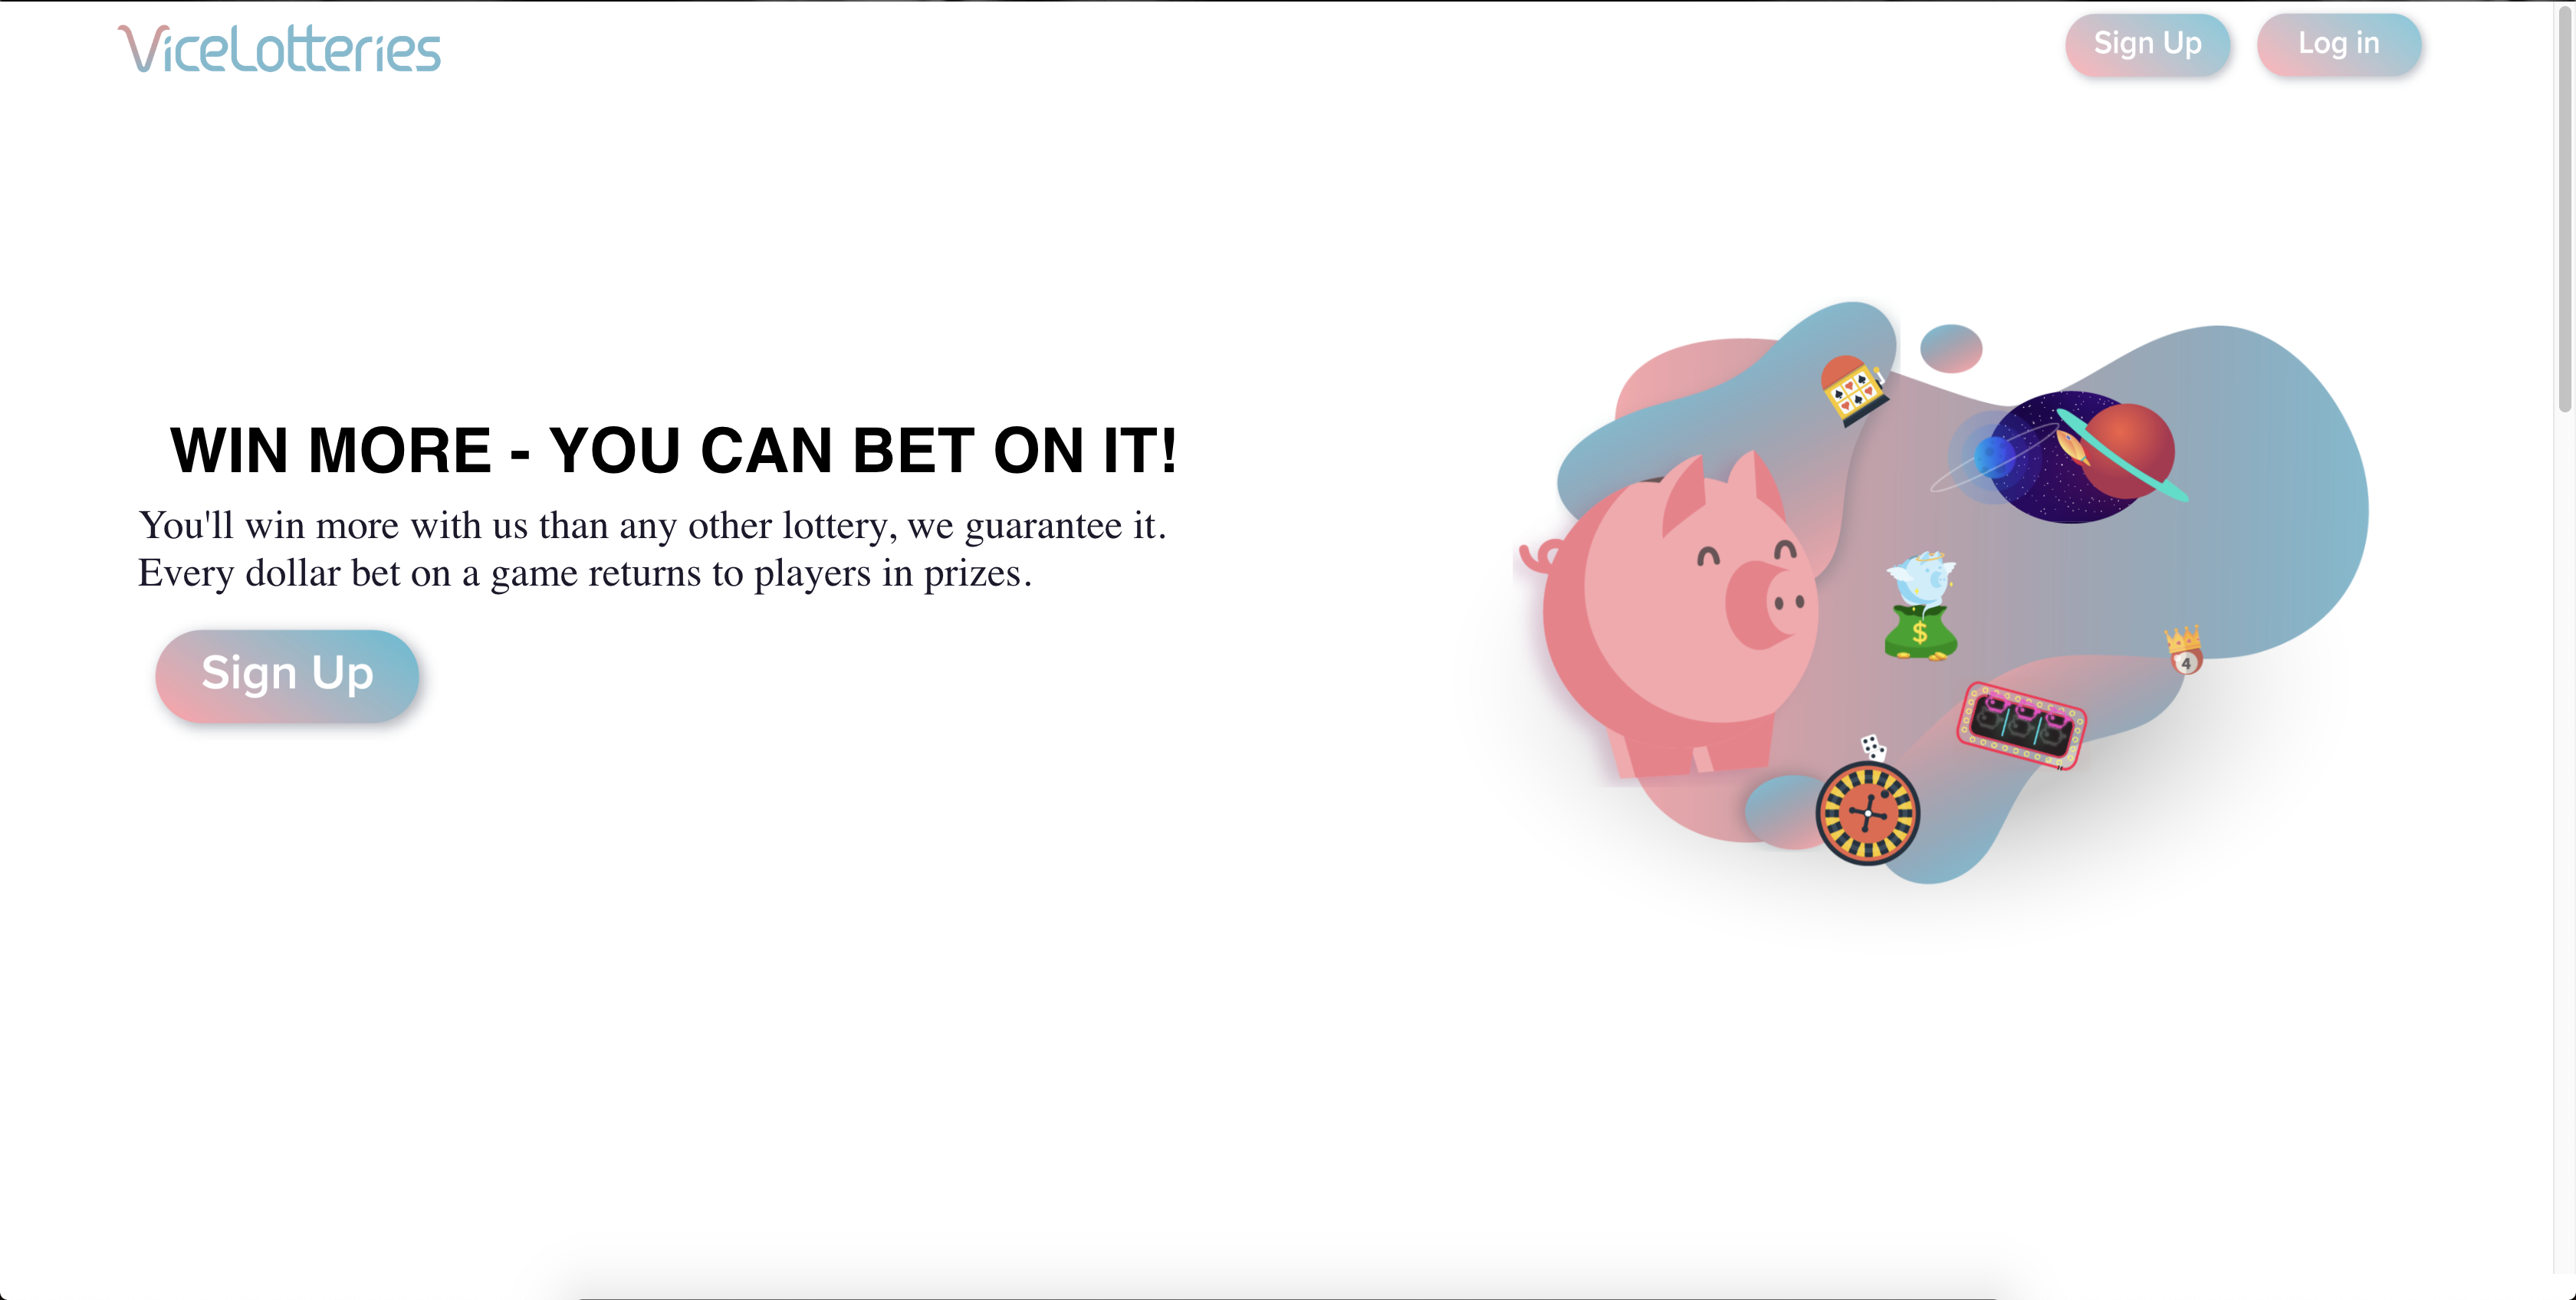 ViceLotteries
Sign Up
Log in
WIN MORE - YOU CAN BET ON IT!
You'll win more with us than any other lottery, we guarantee it.
Every dollar bet on a game returns to players in prizes.
Sign Up
$
4